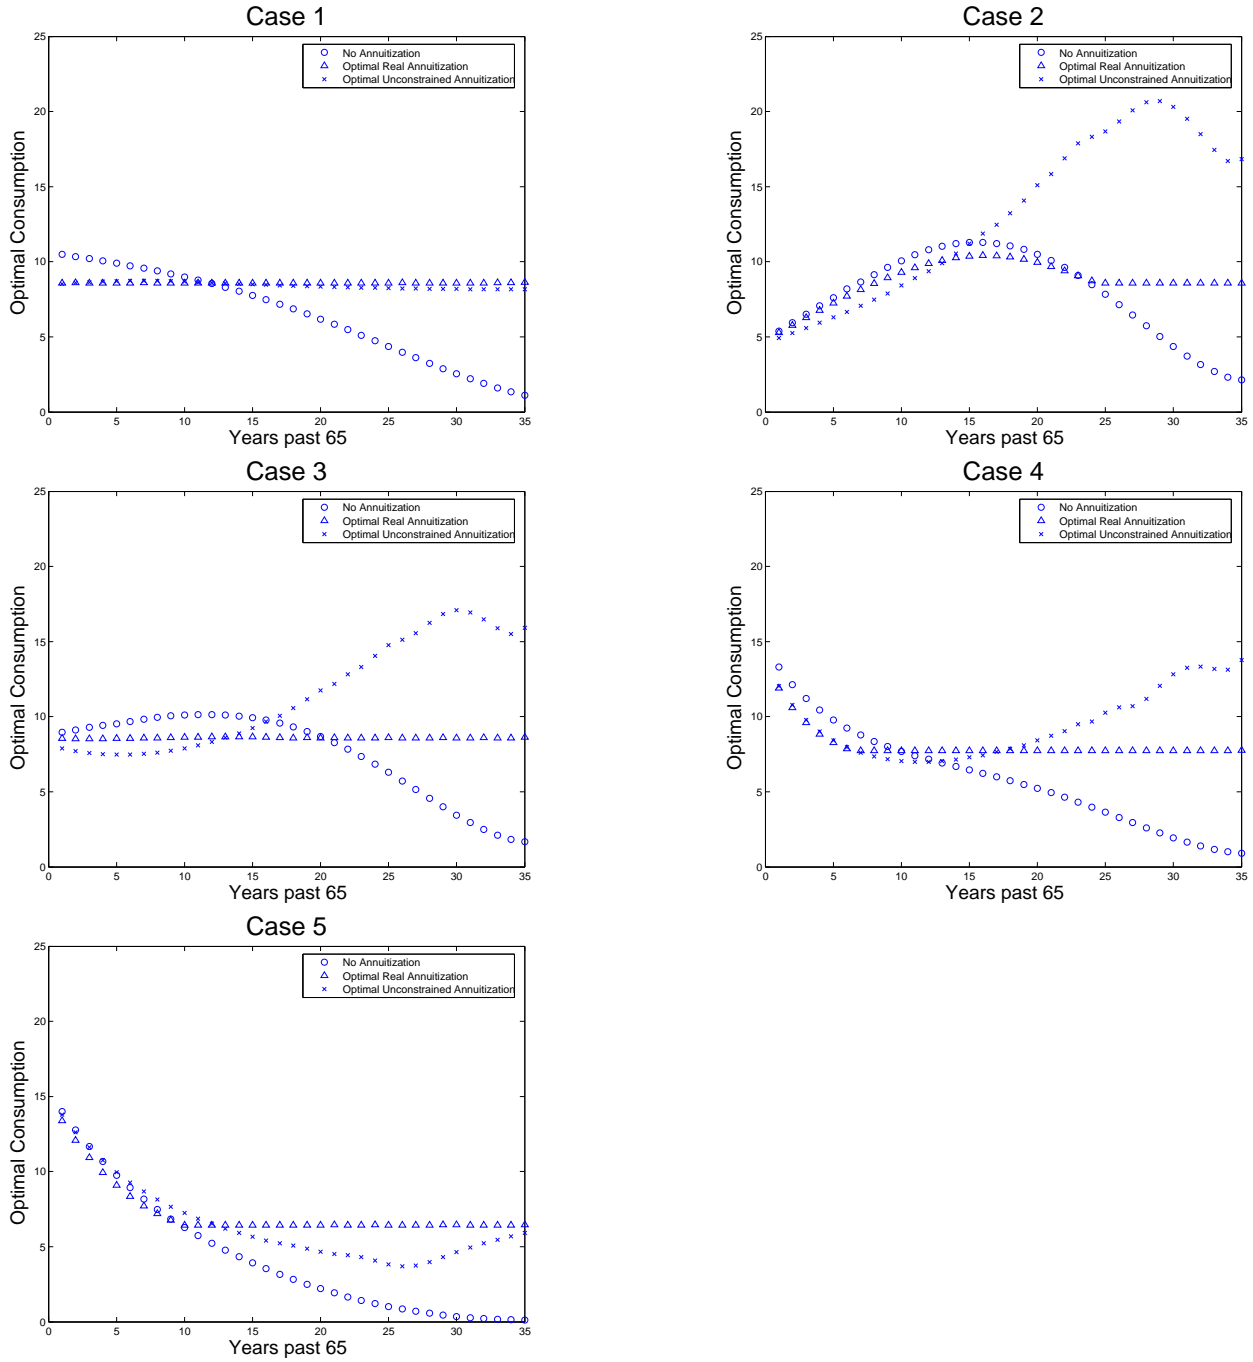 Case 1
25
20
15
10
5
0
Optimal Consumption
No Annuitization
Optimal Real Annuitization
Optimal Unconstrained Annuitization
0 5 10 15 20 25 30 35
Years past 65
Case 2
25
20
15
10
5
0
Optimal Consumption
No Annuitization
Optimal Real Annuitization
Optimal Unconstrained Annuitization
0 5 10 15 20 25 30 35
Years past 65
Case 3
25
20
15
10
5
0
Optimal Consumption
No Annuitization
Optimal Real Annuitization
Optimal Unconstrained Annuitization
0 5 10 15 20 25 30 35
Years past 65
Case 4
25
20
15
10
5
0
Optimal Consumption
No Annuitization
Optimal Real Annuitization
Optimal Unconstrained Annuitization
0 5 10 15 20 25 30 35
Years past 65
Case 5
25
20
15
10
5
0
Optimal Consumption
No Annuitization
Optimal Real Annuitization
Optimal Unconstrained Annuitization
0 5 10 15 20 25 30 35
Years past 65